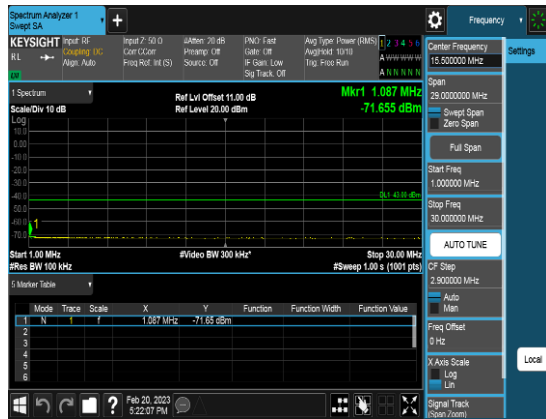 Spectrum Analyzer 1
Swept SA
+
Frequency
KEYSIGHT
Input: RF
Input Z: 50 Ω
#Atten: 20 dB
PNO: Fast
Avg Type: Power (RMS)
1 2 3 4 5 6
RL
Coupling: DC
Corr CCorr
Preamp: Off
Gate: Off
Avg|Hold: 10/10
A W W W W W
Align: Auto
Freq Ref: Int (S)
Source: Off
IF Gain: Low
Trig: Free Run
Sig Track: Off
A N N N N N
1 Spectrum
Ref Lvl Offset 11.00 dB
Mkr1 1.087 MHz
Scale/Div 10 dB
Ref Level 20.00 dBm
-71.655 dBm
Log
10.0
0.00
-10.0
-20.0
-30.0
-40.0
DL1 -43.00 dBm
-50.0
-60.0
1
-70.0
Start 1.00 MHz
#Video BW 300 kHz*
Stop 30.00 MHz
#Res BW 100 kHz
#Sweep 1.00 s (1001 pts)
5 Marker Table
Mode Trace Scale X Y Function Function Width Function Value
1 N 1 f 1.087 MHz -71.65 dBm
2
3
4
5
6
?
Feb 20, 2023
5:22:07 PM
Center Frequency
15.500000 MHz
Settings
Span
29.0000000 MHz
Swept Span
Zero Span
Full Span
Start Freq
1.000000 MHz
Stop Freq
30.000000 MHz
AUTO TUNE
CF Step
2.900000 MHz
Auto
Man
Freq Offset
0 Hz
X Axis Scale
Log
Lin
Local
Signal Track
(Span Zoom)